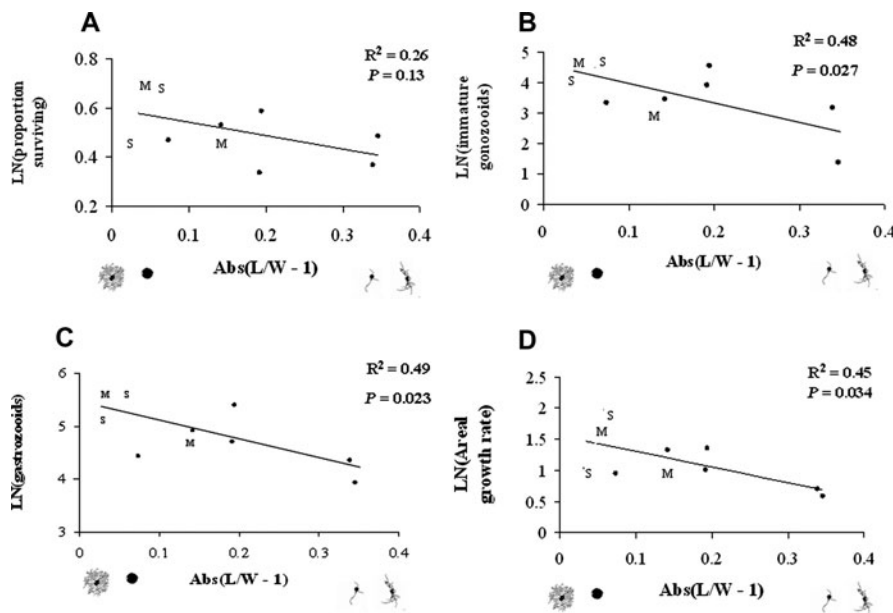 A
R² = 0.26
P = 0.13
LN(proportion
surviving)
0.8
0.6
0.4
0.2
M S
S M
0 0.1 0.2 0.3 0.4
Abs(L/W - 1)
B
R² = 0.48
P = 0.027
LN(immature
gonozooids)
5
4
3
2
1
0
M S
S
M
0 0.1 0.2 0.3 0.4
Abs(L/W - 1)
C
R² = 0.49
P = 0.023
LN(gastrozooids)
6
5
4
3
M S
S
M
0 0.1 0.2 0.3 0.4
Abs(L/W - 1)
D
R² = 0.45
P = 0.034
LN(Areal
growth rate)
2.5
2
1.5
1
0.5
0
S
M
S M
0 0.1 0.2 0.3 0.4
Abs(L/W - 1)